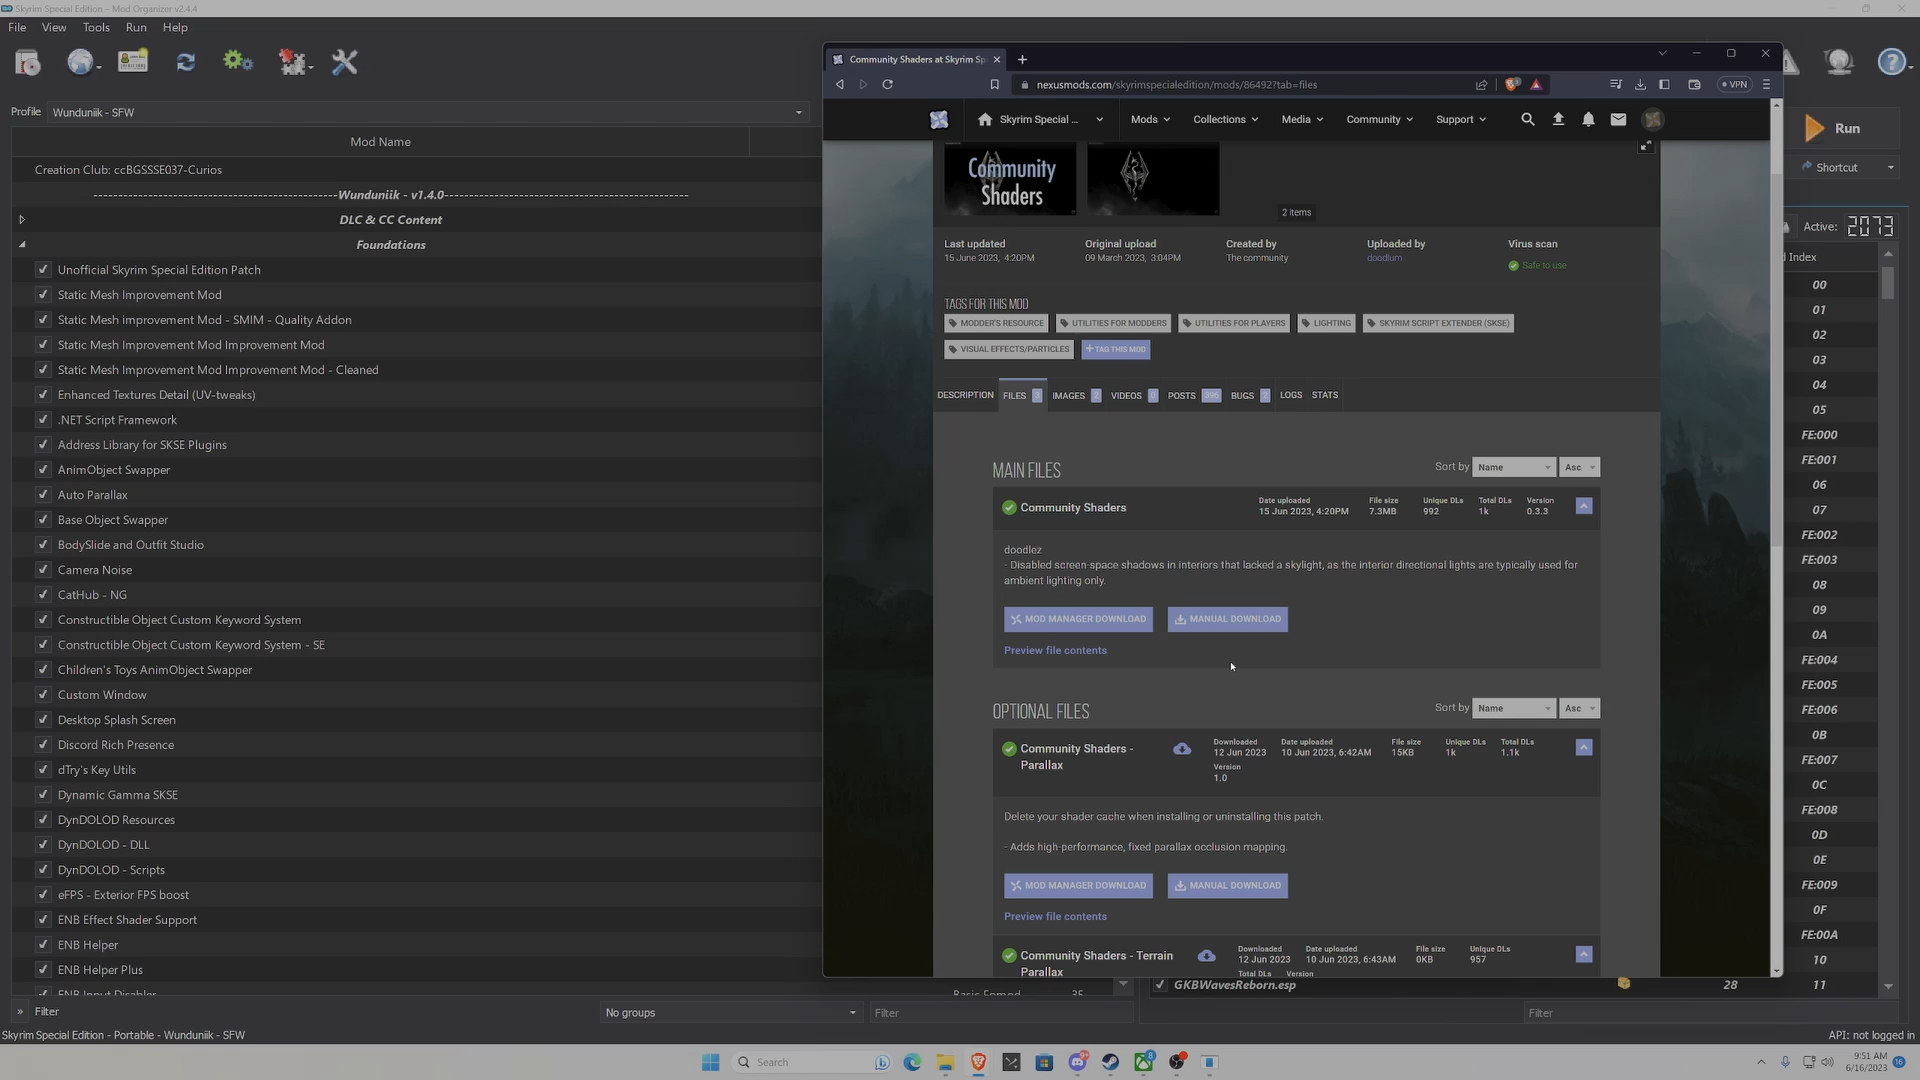 Skyrim Special Edition - Mod Organizer v2.4.4
File View Tools Run Help
Profile Wunduniik - SFW
Mod Name
Creation Club: ccBGSSSE037-Curios
Wunduniik - v1.4.0
DLC & CC Content
Foundations
Unofficial Skyrim Special Edition Patch
Static Mesh Improvement Mod
Static Mesh improvement Mod - SMIM - Quality Addon
Static Mesh Improvement Mod Improvement Mod
Static Mesh Improvement Mod Improvement Mod - Cleaned
Enhanced Textures Detail (UV-tweaks)
.NET Script Framework
Address Library for SKSE Plugins
AnimObject Swapper
Auto Parallax
Base Object Swapper
BodySlide and Outfit Studio
Camera Noise
CatHub - NG
Constructible Object Custom Keyword System
Constructible Object Custom Keyword System - SE
Children's Toys AnimObject Swapper
Custom Window
Desktop Splash Screen
Discord Rich Presence
dTry's Key Utils
Dynamic Gamma SKSE
DynDOLOD Resources
DynDOLOD - DLL
DynDOLOD - Scripts
eFPS - Exterior FPS boost
ENB Effect Shader Support
ENB Helper
ENB Helper Plus
ENB Input Disabler
Basic Fomod 35
» Filter
No groups
Filter
Skyrim Special Edition - Portable - Wunduniik - SFW
Community Shaders at Skyrim Sp
nexusmods.com/skyrimspecialedition/mods/86492?tab=files
VPN
Skyrim Special ... Mods Collections Media Community Support
Community
Shaders
2 items
Last updated
15 June 2023, 4:20PM
Original upload
09 March 2023, 3:04PM
Created by
The community
Uploaded by
doodlum
Virus scan
Safe to use
TAGS FOR THIS MOD
MODDER'S RESOURCE UTILITIES FOR MODDERS UTILITIES FOR PLAYERS LIGHTING SKYRIM SCRIPT EXTENDER (SKSE)
VISUAL EFFECTS/PARTICLES + TAG THIS MOD
DESCRIPTION FILES 3 IMAGES 2 VIDEOS 0 POSTS 396 BUGS 2 LOGS STATS
MAIN FILES
Sort by Name Asc
Community Shaders
Date uploaded
15 Jun 2023, 4:20PM
File size
7.3MB
Unique DLs
992
Total DLs
1k
Version
0.3.3
doodlez
- Disabled screen-space shadows in interiors that lacked a skylight, as the interior directional lights are typically used for
ambient lighting only.
MOD MANAGER DOWNLOAD MANUAL DOWNLOAD
Preview file contents
OPTIONAL FILES
Sort by Name Asc
Community Shaders -
Parallax
Downloaded
12 Jun 2023
Date uploaded
10 Jun 2023, 6:42AM
File size
15KB
Unique DLs
1k
Total DLs
1.1k
Version
1.0
Delete your shader cache when installing or uninstalling this patch.
- Adds high-performance, fixed parallax occlusion mapping.
MOD MANAGER DOWNLOAD MANUAL DOWNLOAD
Preview file contents
Community Shaders - Terrain
Parallax
Downloaded
12 Jun 2023
Date uploaded
10 Jun 2023, 6:43AM
File size
0KB
Unique DLs
957
Total DLs
Version
Run
Shortcut
Active: 2073
Index
00
01
02
03
04
05
FE:000
FE:001
06
07
FE:002
FE:003
08
09
0A
FE:004
FE:005
FE:006
0B
FE:007
0C
FE:008
0D
0E
FE:009
0F
FE:00A
10
GKBWavesReborn.esp 28 11
Filter
API: not logged in
Search
9:51 AM
6/16/2023
16